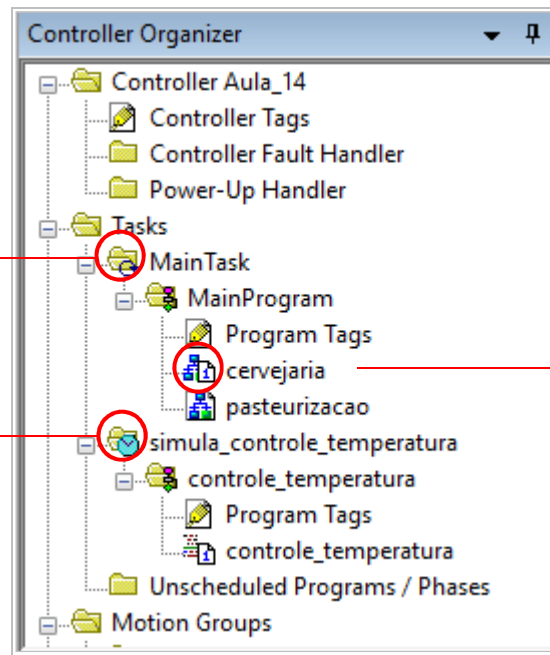 Controller Organizer
Controller Aula_14
Controller Tags
Controller Fault Handler
Power-Up Handler
Tasks
MainTask
MainProgram
Program Tags
cervejaria
pasteurizacao
simula_controle_temperatura
controle_temperatura
Program Tags
controle_temperatura
Unscheduled Programs / Phases
Motion Groups